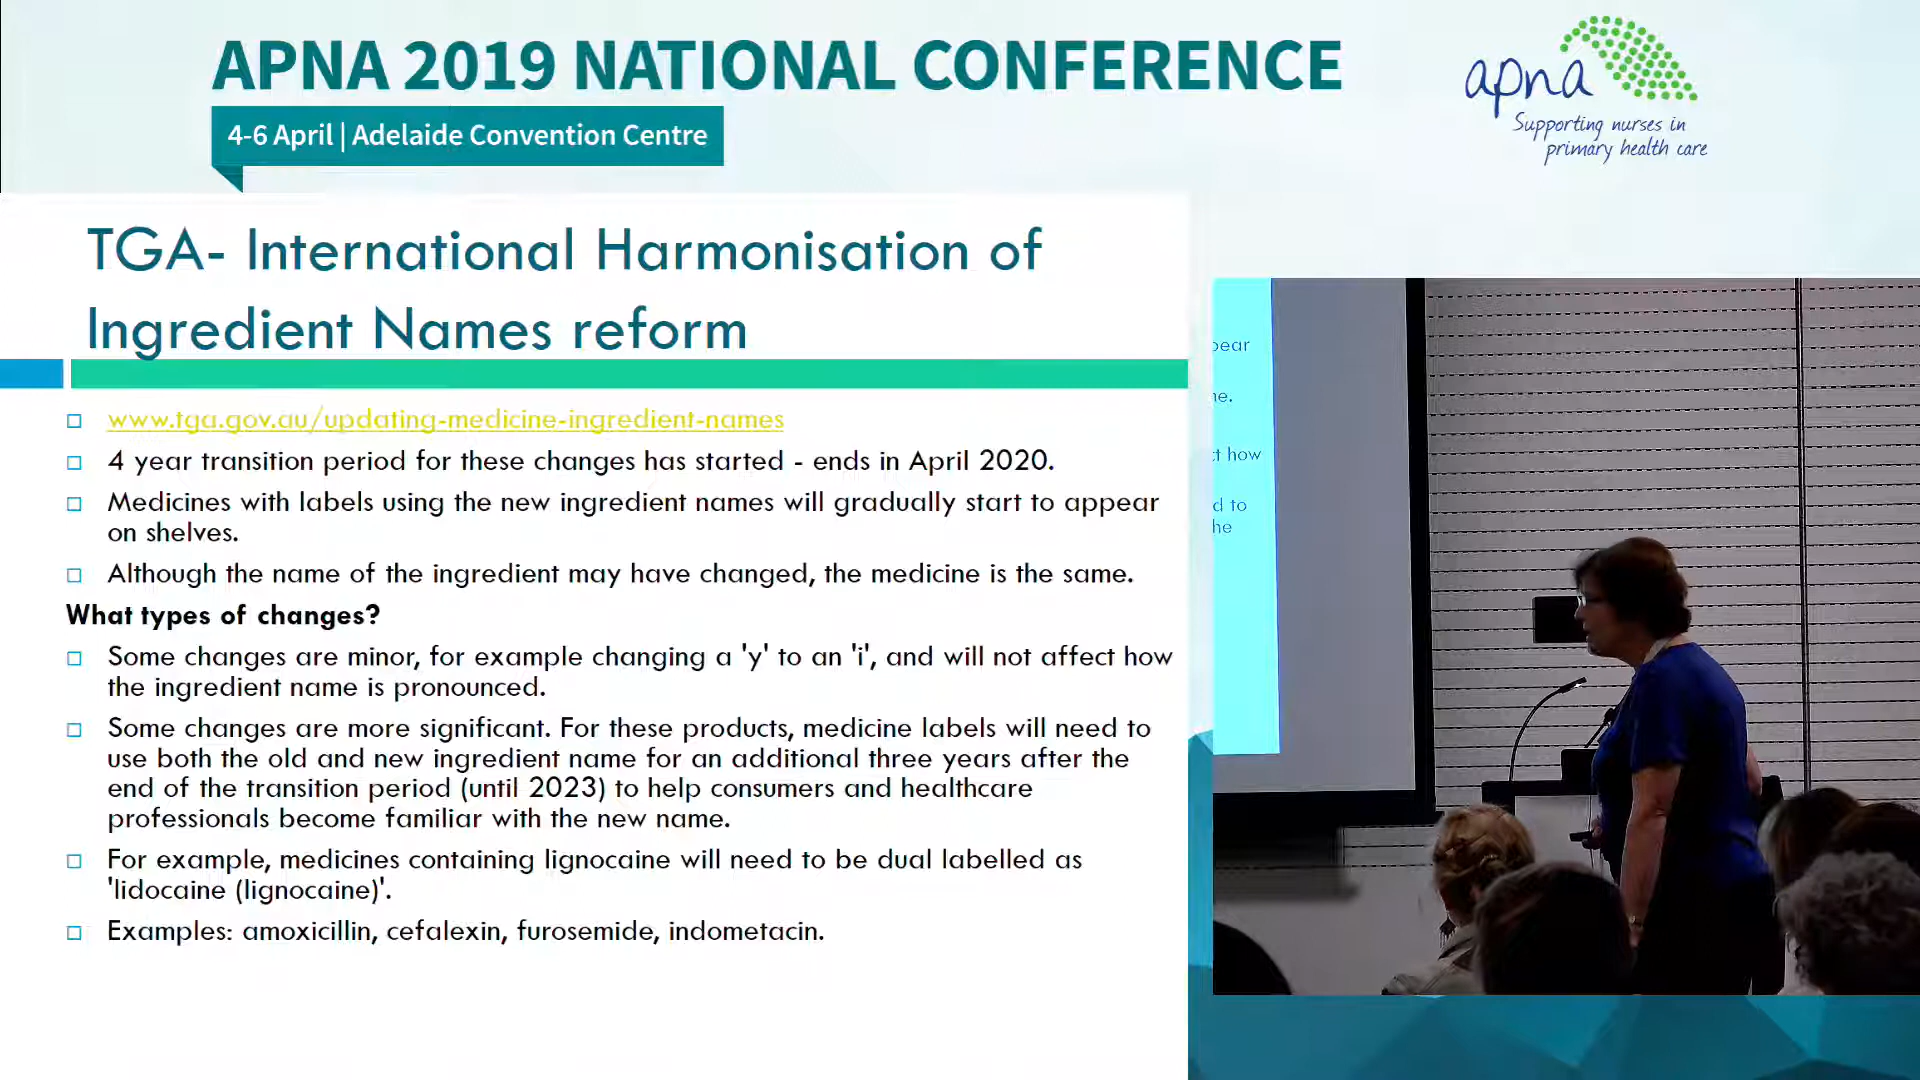 APNA 2019 NATIONAL CONFERENCE
4-6 April | Adelaide Convention Centre
apna
Supporting nurses in
primary health care
TGA- International Harmonisation of
Ingredient Names reform
www.tga.gov.au/updating-medicine-ingredient-names
4 year transition period for these changes has started - ends in April 2020.
Medicines with labels using the new ingredient names will gradually start to appear
on shelves.
Although the name of the ingredient may have changed, the medicine is the same.
What types of changes?
Some changes are minor, for example changing a 'y' to an 'i', and will not affect how
the ingredient name is pronounced.
Some changes are more significant. For these products, medicine labels will need to
use both the old and new ingredient name for an additional three years after the
end of the transition period (until 2023) to help consumers and healthcare
professionals become familiar with the new name.
For example, medicines containing lignocaine will need to be dual labelled as
'lidocaine (lignocaine)'.
Examples: amoxicillin, cefalexin, furosemide, indometacin.
how
to